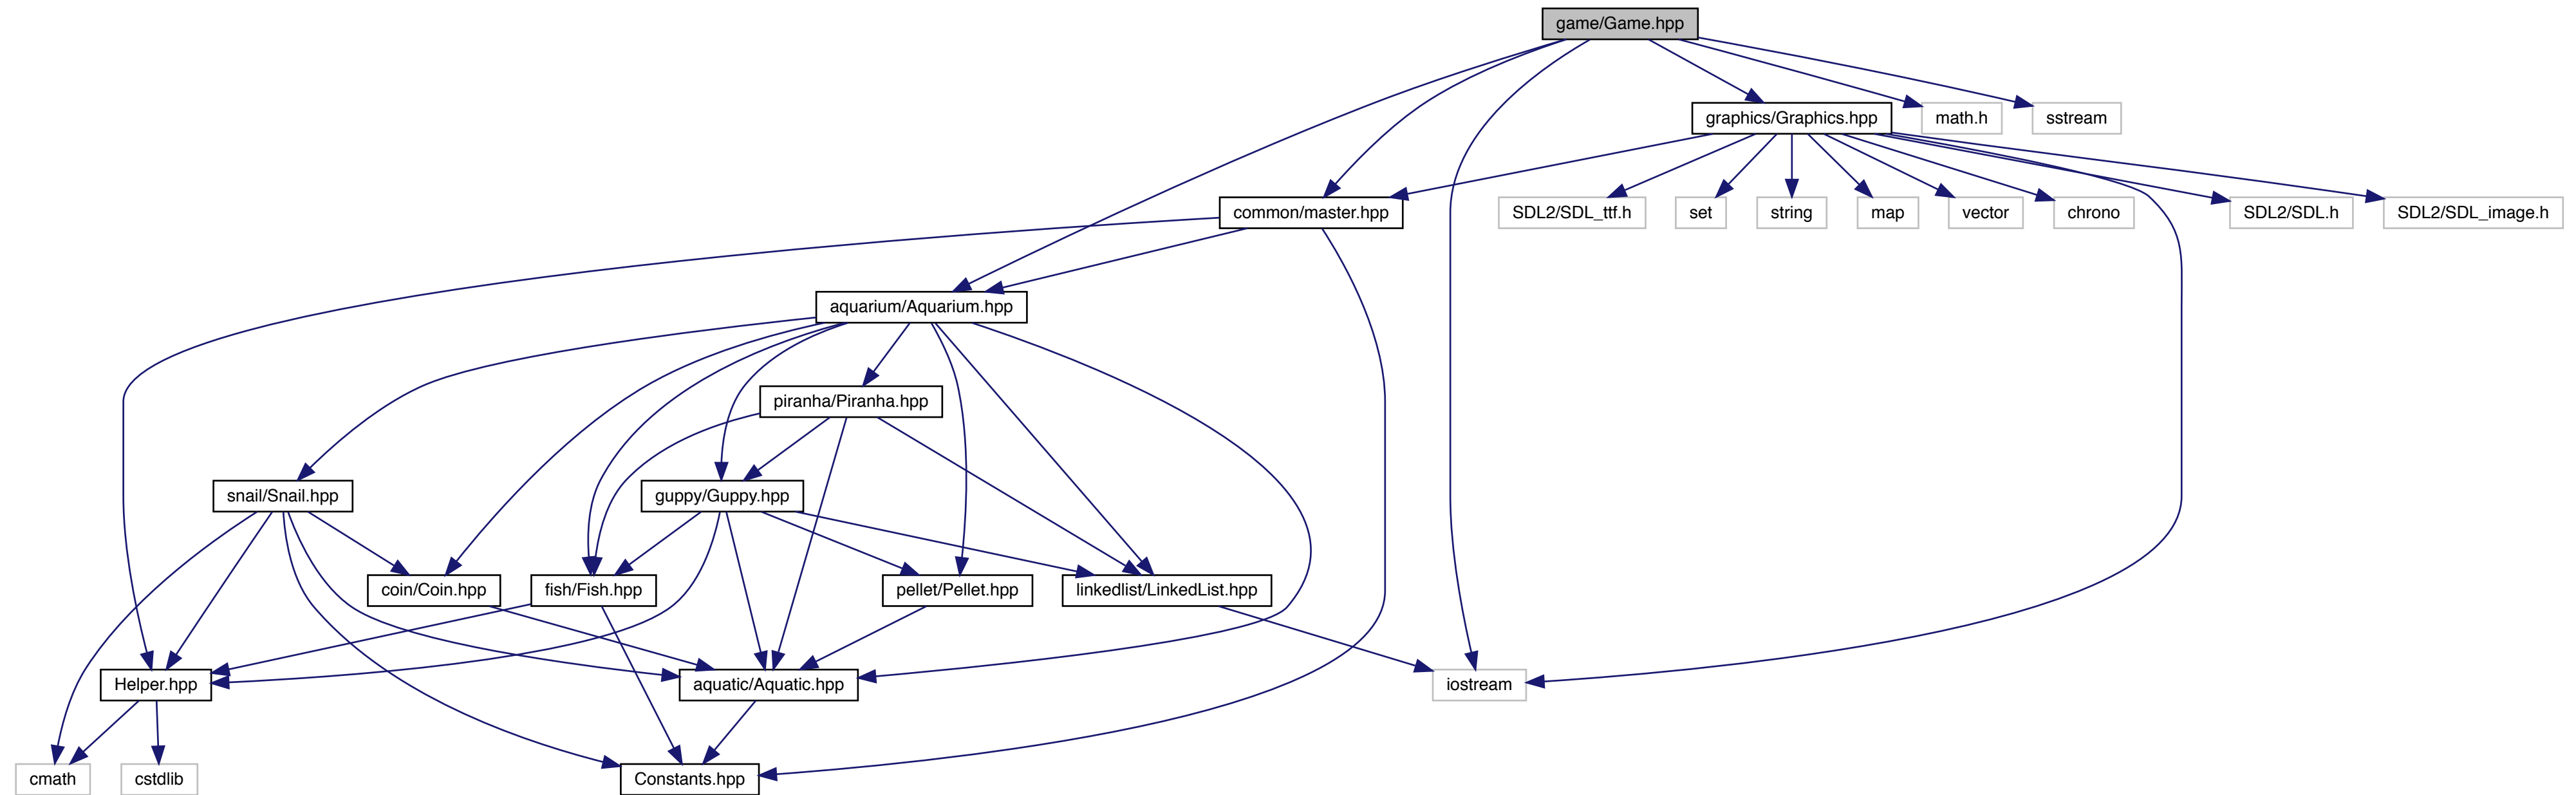 game/Game.hpp
graphics/Graphics.hpp
math.h
sstream
common/master.hpp
SDL2/SDL_ttf.h
set
string
map
vector
chrono
SDL2/SDL.h
SDL2/SDL_image.h
aquarium/Aquarium.hpp
piranha/Piranha.hpp
snail/Snail.hpp
guppy/Guppy.hpp
coin/Coin.hpp
fish/Fish.hpp
pellet/Pellet.hpp
linkedlist/LinkedList.hpp
Helper.hpp
aquatic/Aquatic.hpp
iostream
cmath
cstdlib
Constants.hpp